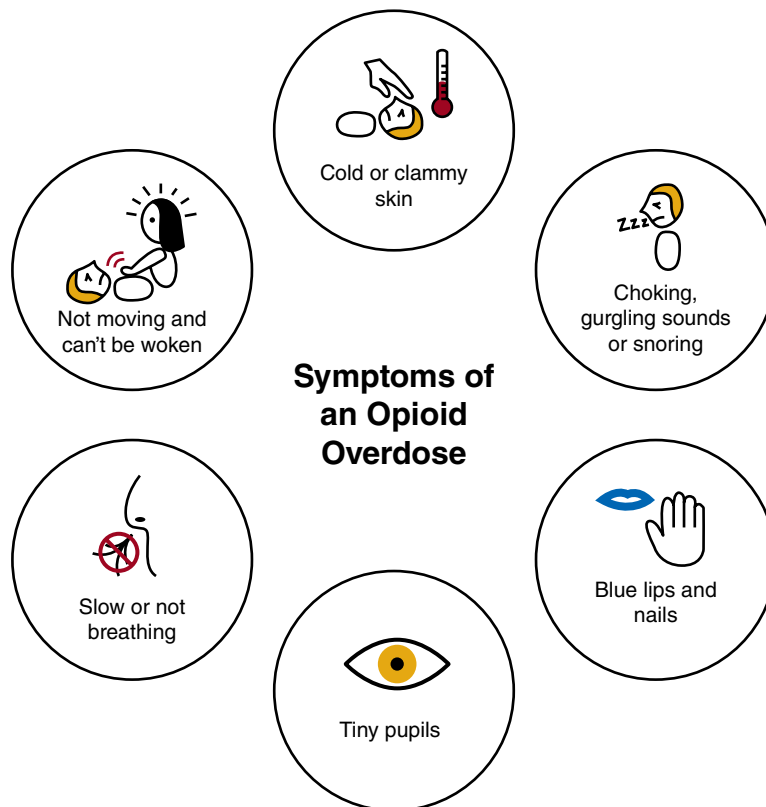 Cold or clammy
skin
Choking,
gurgling sounds
or snoring
Not moving and
can't be woken
Symptoms of
an Opioid
Overdose
Blue lips and
nails
Slow or not
breathing
Tiny pupils
zzz